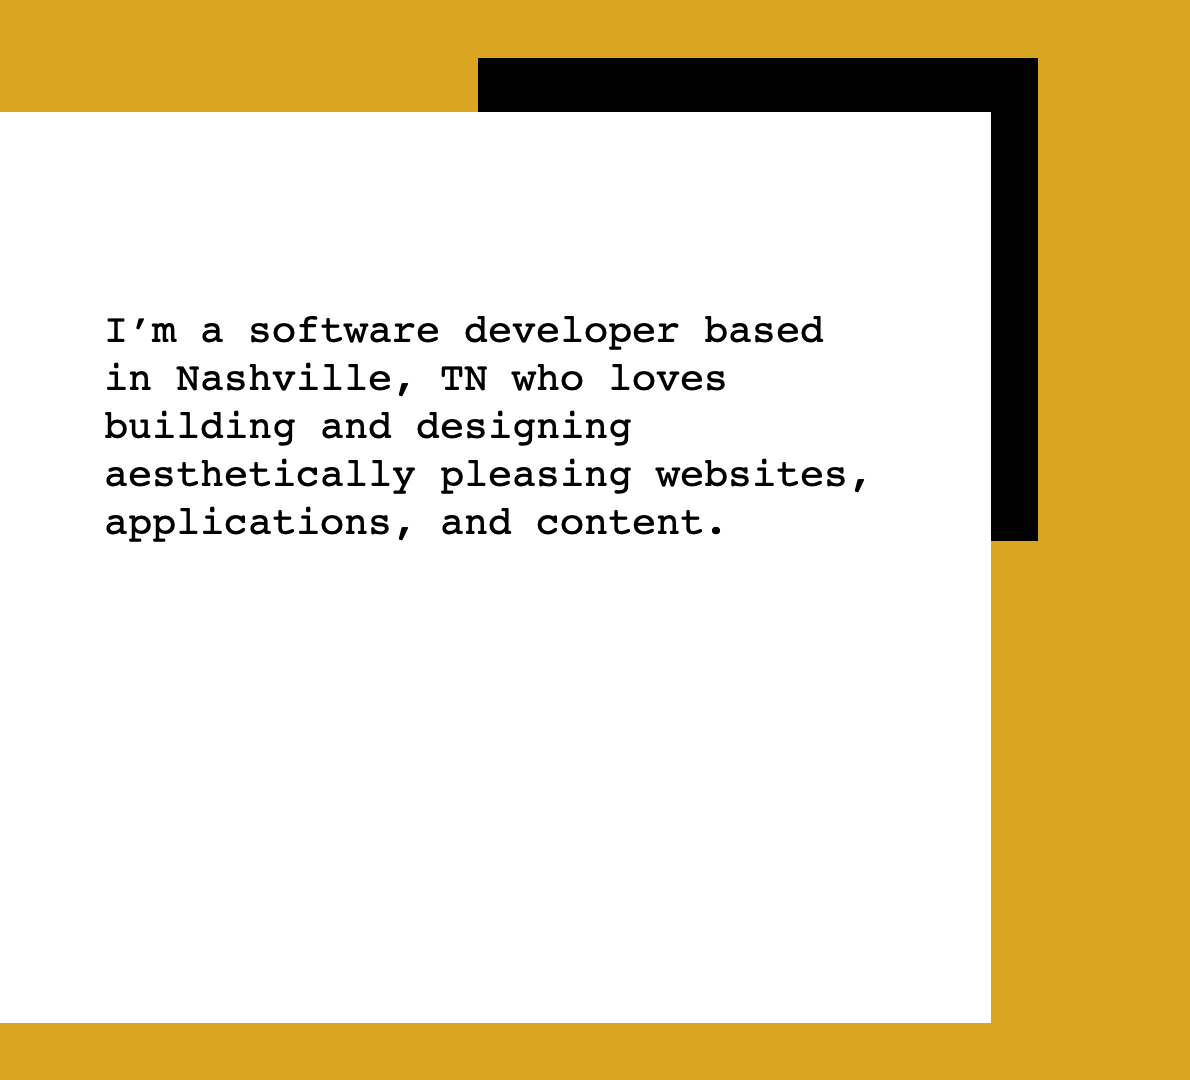 I’m a software developer based
in Nashville, TN who loves
building and designing
aesthetically pleasing websites,
applications, and content.